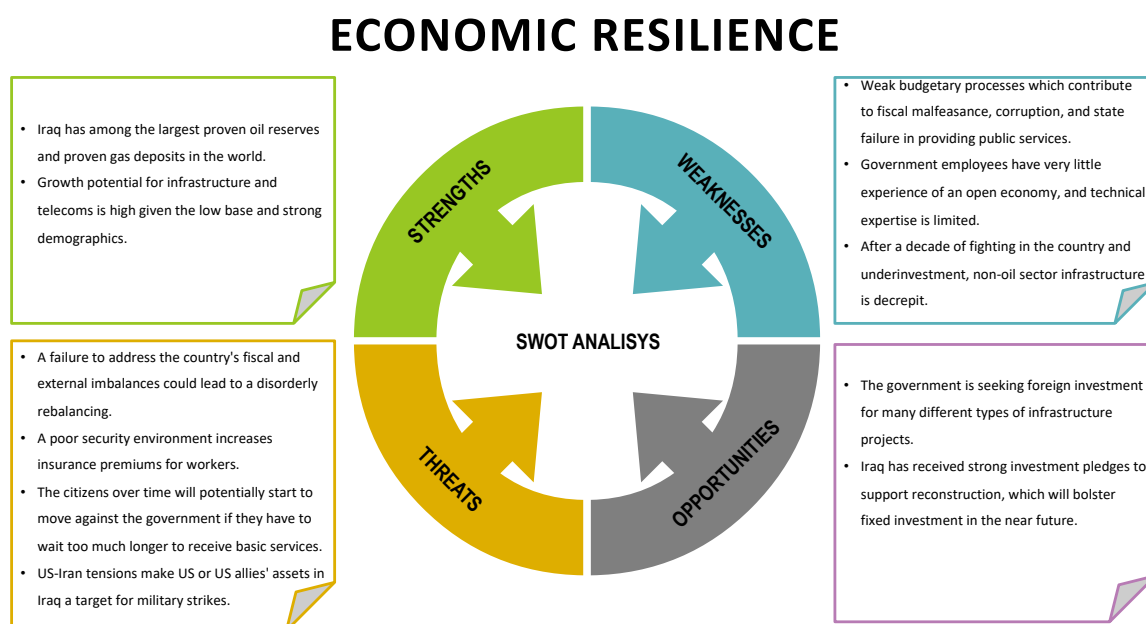 ECONOMIC RESILIENCE
• Iraq has among the largest proven oil reserves
and proven gas deposits in the world.
• Growth potential for infrastructure and
telecoms is high given the low base and strong
demographics.
STRENGTHS
WEAKNESSES
• Weak budgetary processes which contribute
to fiscal malfeasance, corruption, and state
failure in providing public services.
• Government employees have very little
experience of an open economy, and technical
expertise is limited.
• After a decade of fighting in the country and
underinvestment, non-oil sector infrastructure
is decrepit.
SWOT ANALISYS
• A failure to address the country's fiscal and
external imbalances could lead to a disorderly
rebalancing.
• A poor security environment increases
insurance premiums for workers.
• The citizens over time will potentially start to
move against the government if they have to
wait too much longer to receive basic services.
• US-Iran tensions make US or US allies' assets in
Iraq a target for military strikes.
THREATS
OPPORTUNITIES
• The government is seeking foreign investment
for many different types of infrastructure
projects.
• Iraq has received strong investment pledges to
support reconstruction, which will bolster
fixed investment in the near future.